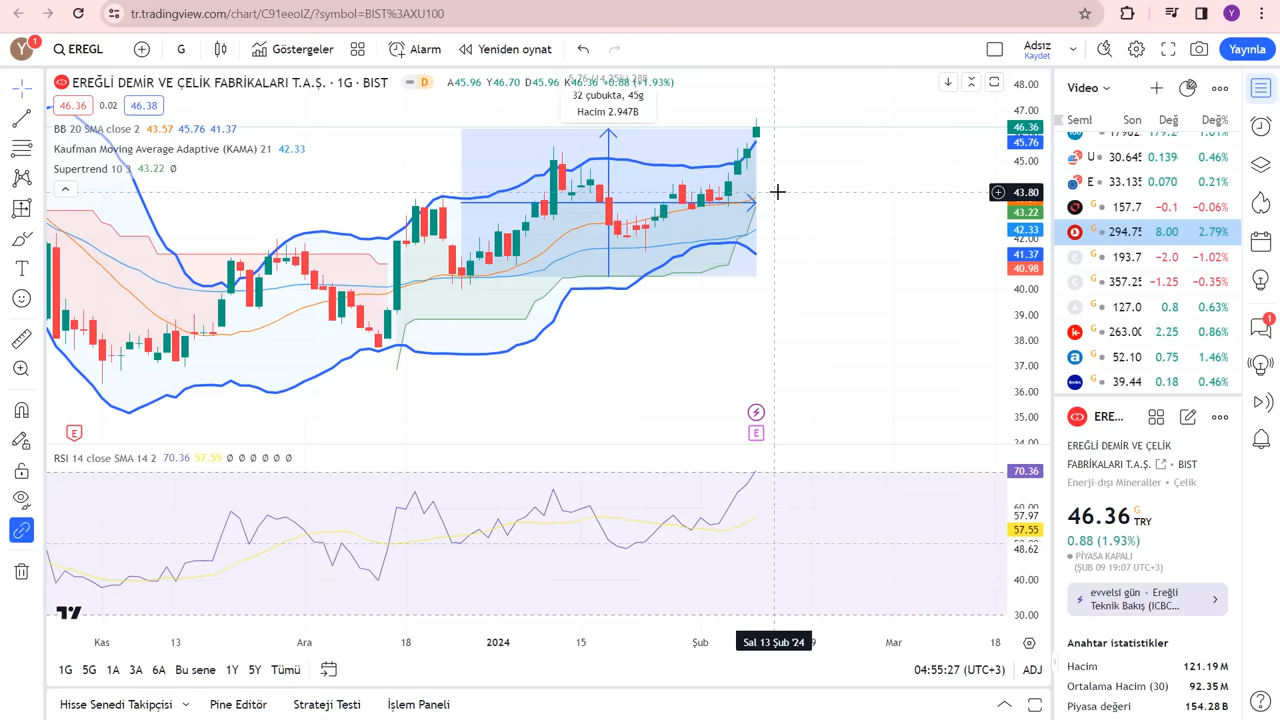 tr.tradingview.com/chart/C91eeoIZ/?symbol=BIST%3AXU100
Y
Y
1
EREGL
G
Göstergeler
Alarm
Yeniden oynat
Adsız
Kaydet
Yayınla
EREĞLİ DEMİR VE ÇELİK FABRİKALARI T.A.Ş. · 1G · BIST
D
A45.96 Y46.70 D45.96 K46.36 +0.88 (+1.93%)
46.36
0.02
46.38
32 çubukta, 45g
Hacim 2.947B
BB 20 SMA close 2 43.57 45.76 41.37
Kaufman Moving Average Adaptive (KAMA) 21 42.33
Supertrend 10 3 43.22 Ø
48.00
47.00
46.36
45.76
45.00
43.80
43.22
42.33
42.00
41.37
40.98
40.00
39.00
38.00
37.00
36.00
35.00
34.00
E
E
RSI 14 close SMA 14 2 70.36 57.55 Ø Ø Ø Ø Ø Ø
70.36
60.00
57.97
57.55
50.00
48.62
40.00
30.00
Kas
13
Ara
18
2024
15
Şub
Sal 13 Şub '24
Mar
18
1G
5G
1A
3A
6A
Bu sene
1Y
5Y
Tümü
04:55:27 (UTC+3)
ADJ
Hisse Senedi Takipçisi
Pine Editör
Strateji Testi
İşlem Paneli
Video
Seml
Son
Değ
Değ%
U 30.645 0.139 0.46%
E 33.135 0.070 0.21%
G 157.7 -0.1 -0.06%
G 294.75 8.00 2.79%
G 193.7 -2.0 -1.02%
G 357.25 -1.25 -0.35%
G 127.0 0.8 0.63%
G 263.00 2.25 0.86%
G 52.10 0.75 1.46%
G 39.44 0.18 0.46%
1
ERE...
EREĞLİ DEMİR VE ÇELİK
FABRİKALARI T.A.Ş. BIST
Enerji-dışı Mineraller • Çelik
46.36 G TRY
0.88 (1.93%)
PİYASA KAPALI
(ŞUB 09 19:07 UTC+3)
evvelsi gün - Ereğli
Teknik Bakış (ICBC...
Anahtar istatistikler
Hacim 121.19M
Ortalama Hacim (30) 92.35M
Piyasa değeri 154.28B